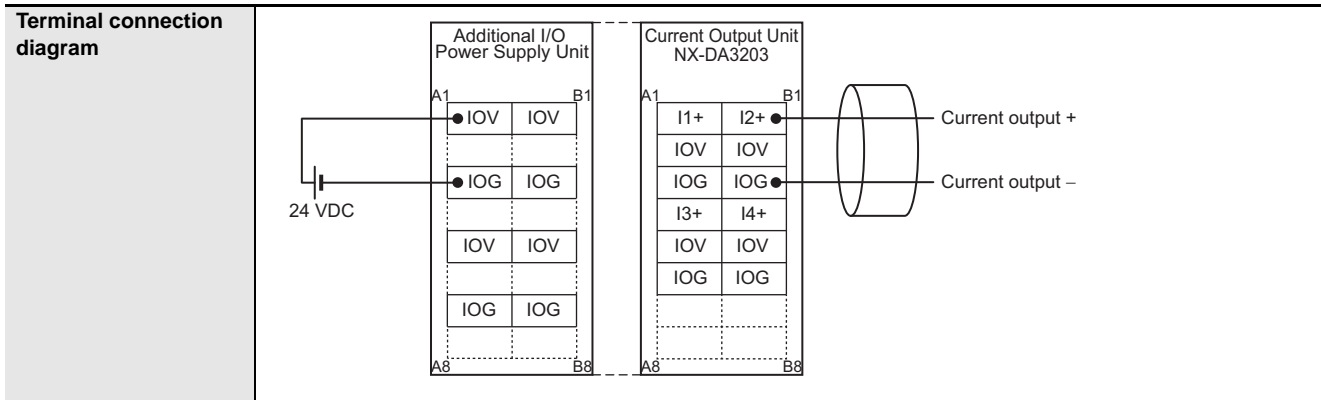 Terminal connection
diagram
Additional I/O
Power Supply Unit
A1 B1
IOV IOV
IOG IOG
IOV IOV
IOG IOG
A8 B8
24 VDC
Current Output Unit
NX-DA3203
A1 B1
I1+ I2+
IOV IOV
IOG IOG
I3+ I4+
IOV IOV
IOG IOG
A8 B8
Current output +
Current output −